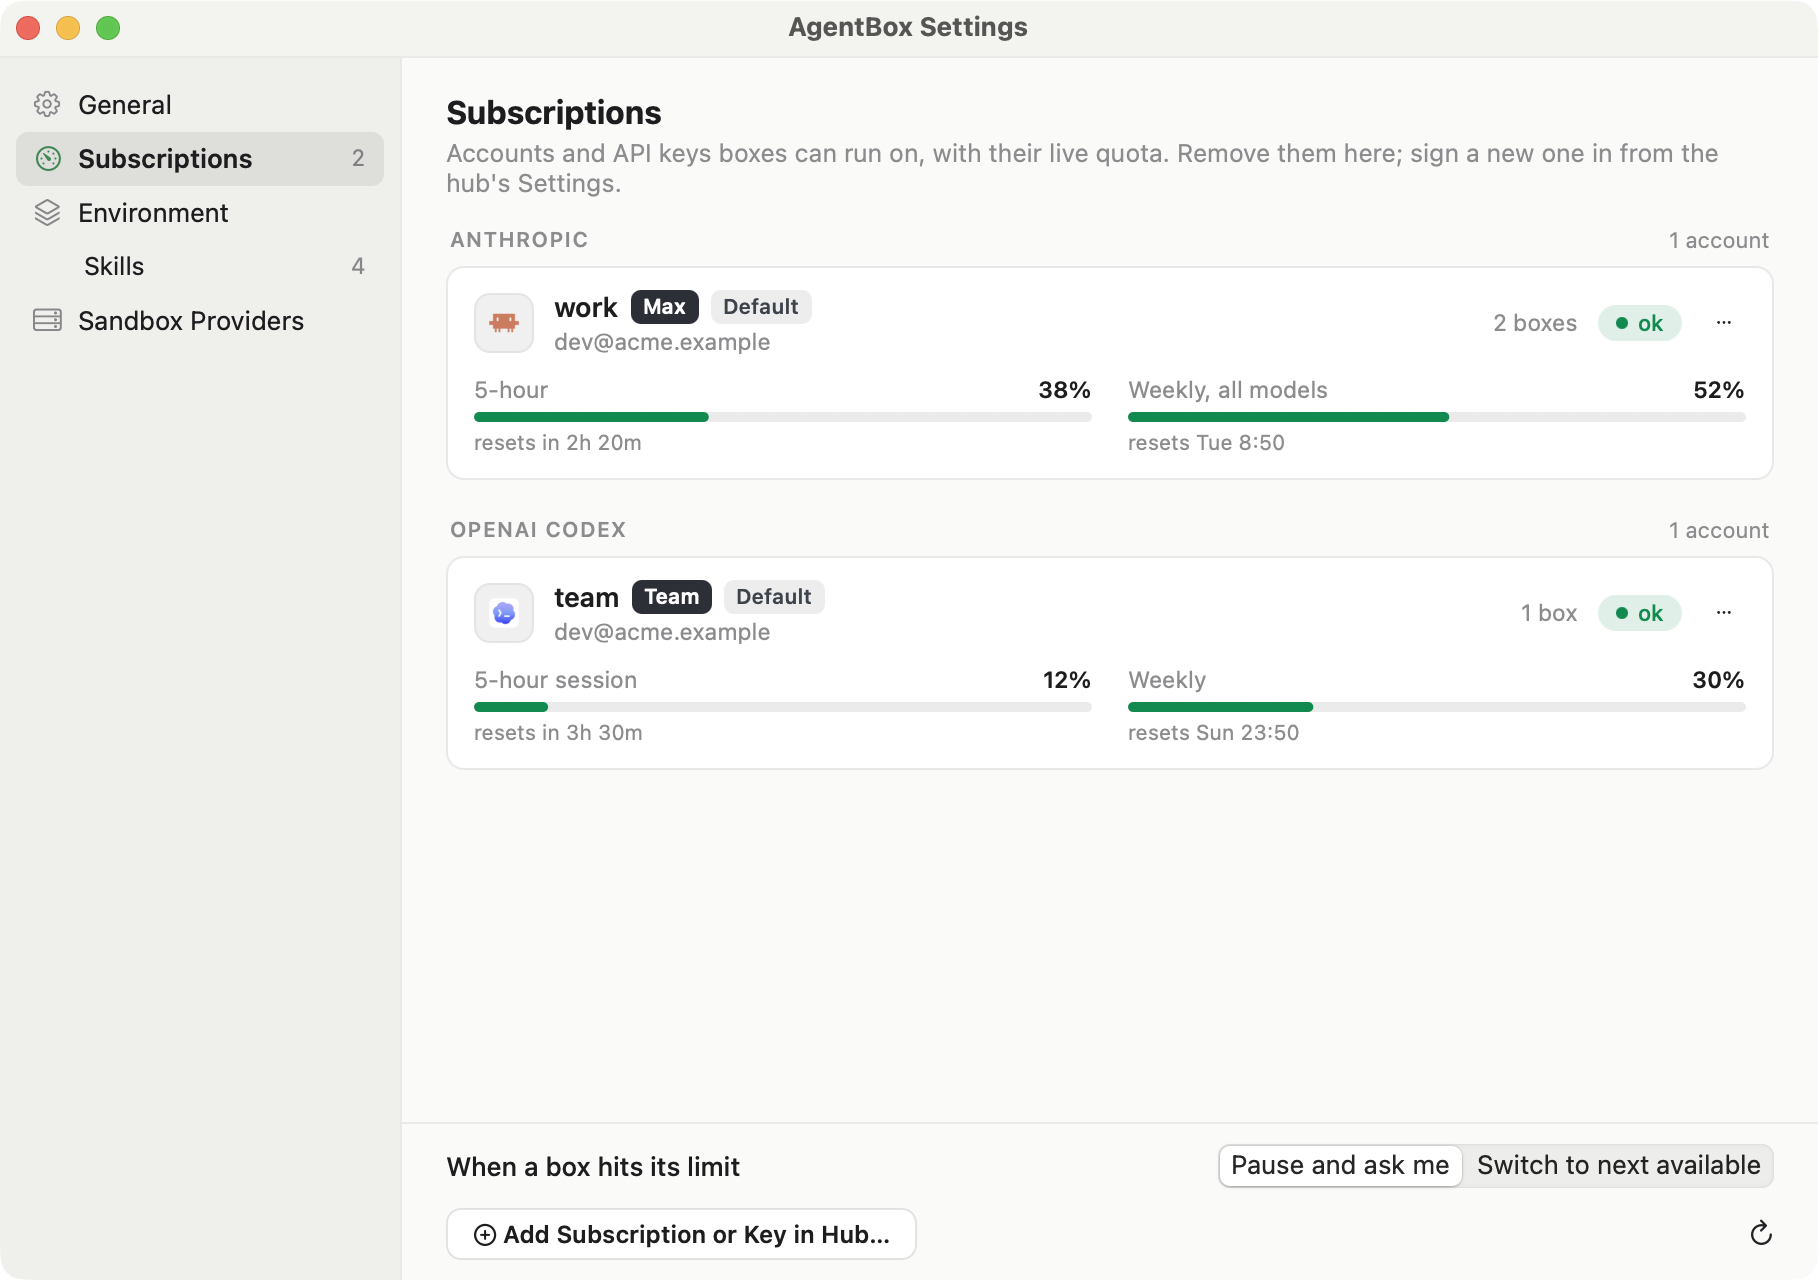 AgentBox Settings
General
Subscriptions 2
Environment
Skills 4
Sandbox Providers
Subscriptions
Accounts and API keys boxes can run on, with their live quota. Remove them here; sign a new one in from the
hub's Settings.
ANTHROPIC 1 account
work Max Default
dev@acme.example
2 boxes ok ...
5-hour 38%
resets in 2h 20m
Weekly, all models 52%
resets Tue 8:50
OPENAI CODEX 1 account
team Team Default
dev@acme.example
1 box ok ...
5-hour session 12%
resets in 3h 30m
Weekly 30%
resets Sun 23:50
When a box hits its limit
Pause and ask me Switch to next available
Add Subscription or Key in Hub...